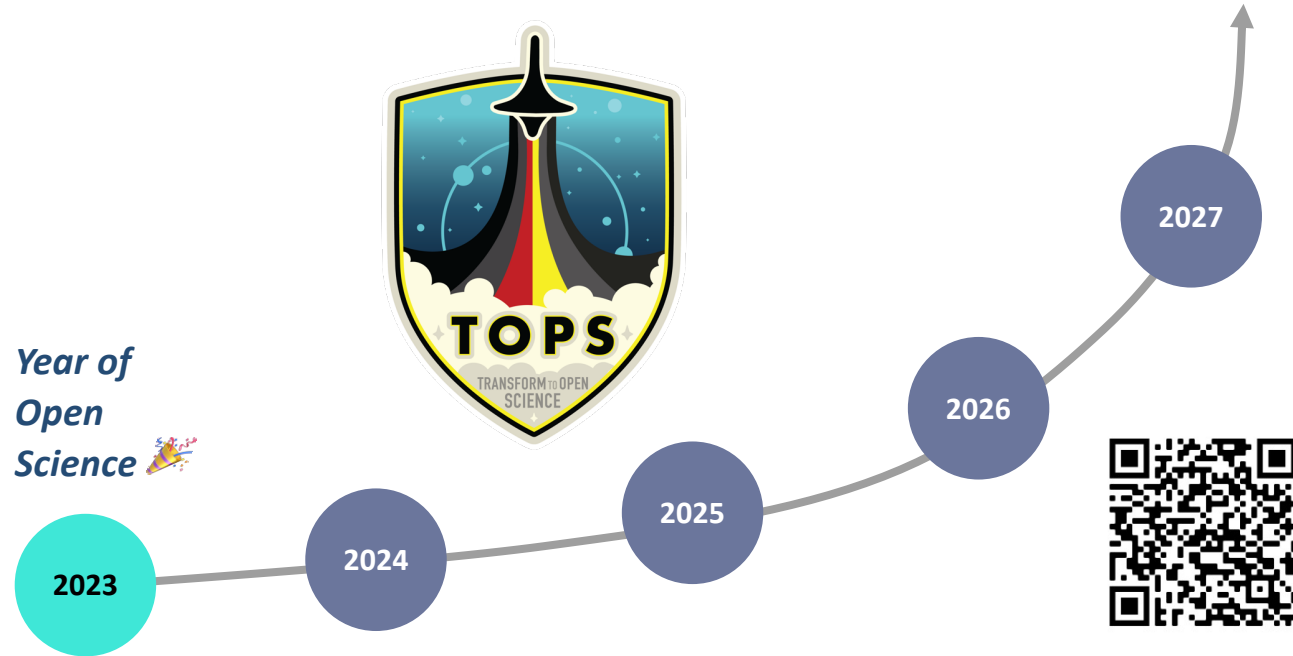 TOPS
TRANSFORM TO OPEN
SCIENCE
Year of
Open
Science 🎉
2023
2024
2025
2026
2027